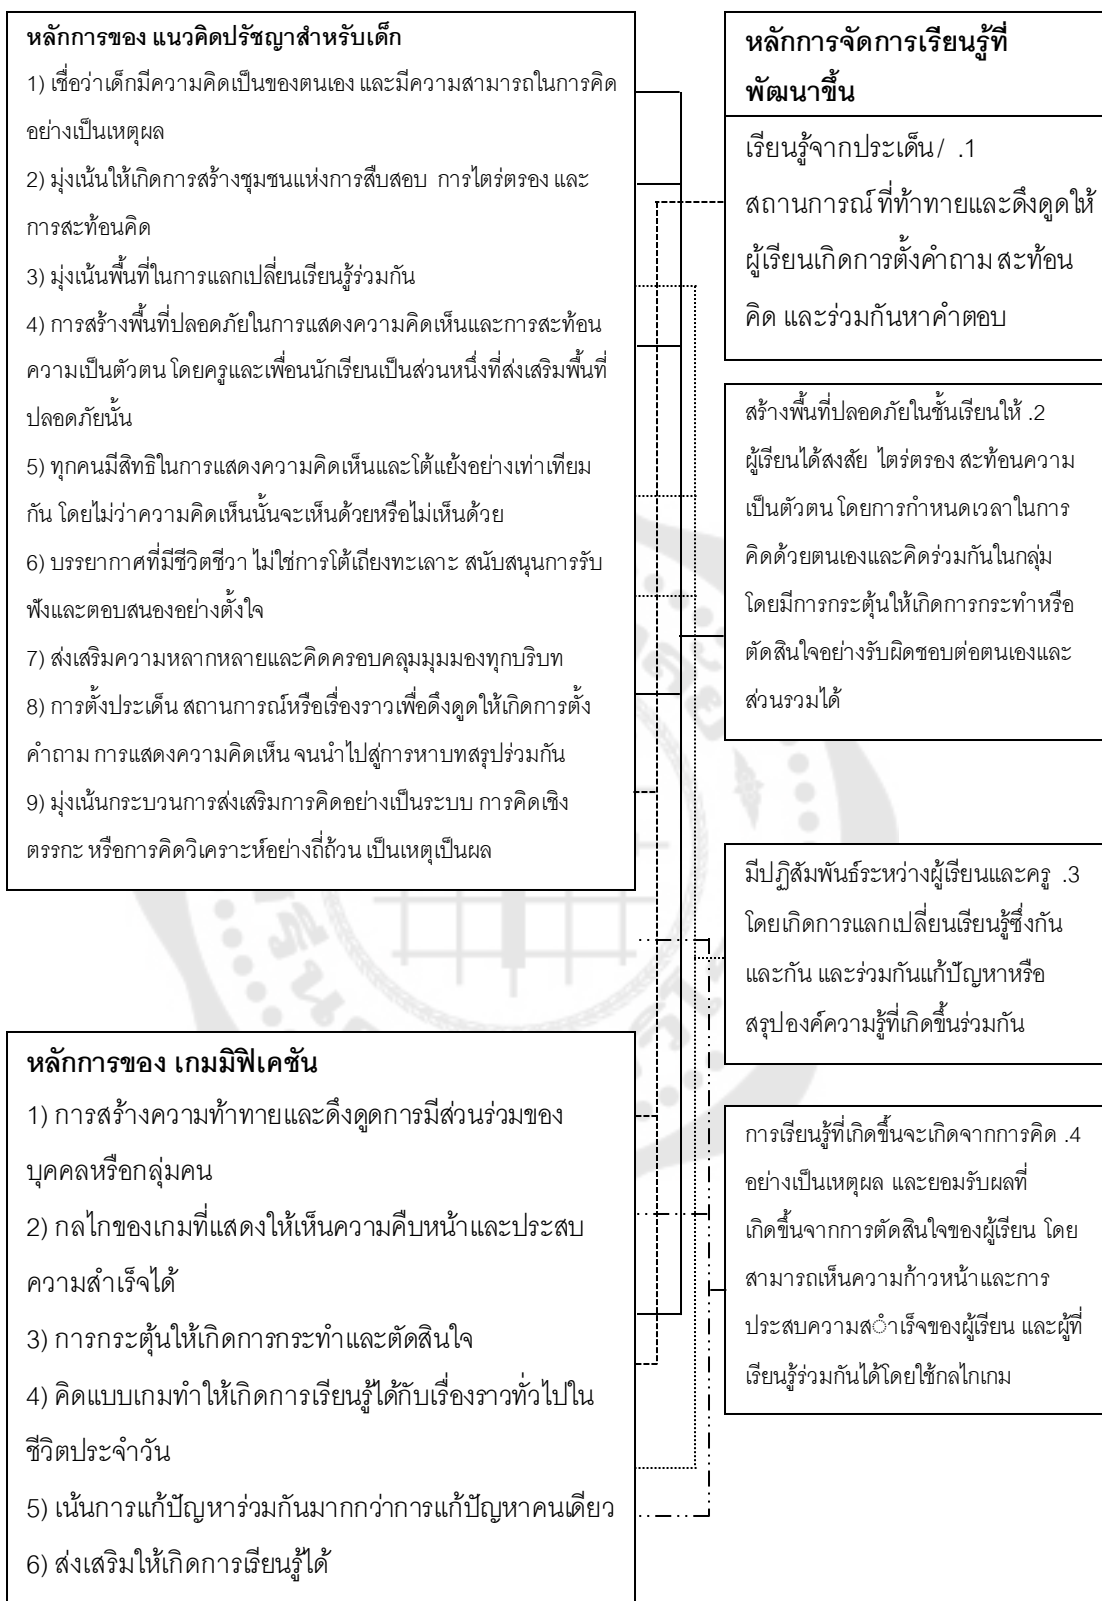 หลักการของ แนวคิดปรัชญาสำหรับเด็ก
1) เชื่อว่าเด็กมีความคิดเป็นของตนเอง และมีความสามารถในการคิด
อย่างเป็นเหตุผล
2) มุ่งเน้นให้เกิดการสร้างชุมชนแห่งการสืบสอบ การไตร่ตรอง และ
การสะท้อนคิด
3) มุ่งเน้นพื้นที่ในการแลกเปลี่ยนเรียนรู้ร่วมกัน
4) การสร้างพื้นที่ปลอดภัยในการแสดงความคิดเห็นและการสะท้อน
ความเป็นตัวตน โดยครูและเพื่อนนักเรียนเป็นส่วนหนึ่งที่ส่งเสริมพื้นที่
ปลอดภัยนั้น
5) ทุกคนมีสิทธิในการแสดงความคิดเห็นและโต้แย้งอย่างเท่าเทียม
กัน โดยไม่ว่าความคิดเห็นนั้นจะเห็นด้วยหรือไม่เห็นด้วย
6) บรรยากาศที่มีชีวิตชีวา ไม่ใช่การโต้เถียงทะเลาะ สนับสนุนการรับ
ฟังและตอบสนองอย่างตั้งใจ
7) ส่งเสริมความหลากหลายและคิดครอบคลุมมุมมองทุกบริบท
8) การตั้งประเด็น สถานการณ์หรือเรื่องราวเพื่อดึงดูดให้เกิดการตั้ง
คำถาม การแสดงความคิดเห็น จนนำไปสู่การหาบทสรุปร่วมกัน
9) มุ่งเน้นกระบวนการส่งเสริมการคิดอย่างเป็นระบบ การคิดเชิง
ตรรกะ หรือการคิดวิเคราะห์อย่างถี่ถ้วน เป็นเหตุเป็นผล
หลักการของ เกมมิฟิเคชัน
1) การสร้างความท้าทายและดึงดูดการมีส่วนร่วมของ
บุคคลหรือกลุ่มคน
2) กลไกของเกมที่แสดงให้เห็นความคืบหน้าและประสบ
ความสำเร็จได้
3) การกระตุ้นให้เกิดการกระทำและตัดสินใจ
4) คิดแบบเกมทำให้เกิดการเรียนรู้ได้กับเรื่องราวทั่วไปใน
ชีวิตประจำวัน
5) เน้นการแก้ปัญหาร่วมกันมากกว่าการแก้ปัญหาคนเดียว
6) ส่งเสริมให้เกิดการเรียนรู้ได้
หลักการจัดการเรียนรู้ที่
พัฒนาขึ้น
เรียนรู้จากประเด็น/ .1
สถานการณ์ ที่ท้าทายและดึงดูดให้
ผู้เรียนเกิดการตั้งคำถาม สะท้อน
คิด และร่วมกันหาคำตอบ
สร้างพื้นที่ปลอดภัยในชั้นเรียนให้ .2
ผู้เรียนได้สงสัย ไตร่ตรอง สะท้อนความ
เป็นตัวตน โดยการกำหนดเวลาในการ
คิดด้วยตนเองและคิดร่วมกันในกลุ่ม
โดยมีการกระตุ้นให้เกิดการกระทำหรือ
ตัดสินใจอย่างรับผิดชอบต่อตนเองและ
ส่วนรวมได้
มีปฏิสัมพันธ์ระหว่างผู้เรียนและครู .3
โดยเกิดการแลกเปลี่ยนเรียนรู้ซึ่งกัน
และกัน และร่วมกันแก้ปัญหาหรือ
สรุปองค์ความรู้ที่เกิดขึ้นร่วมกัน
การเรียนรู้ที่เกิดขึ้นจะเกิดจากการคิด .4
อย่างเป็นเหตุผล และยอมรับผลที่
เกิดขึ้นจากการตัดสินใจของผู้เรียน โดย
สามารถเห็นความก้าวหน้าและการ
ประสบความสำเร็จของผู้เรียน และผู้ที่
เรียนรู้ร่วมกันได้โดยใช้กลไกเกม